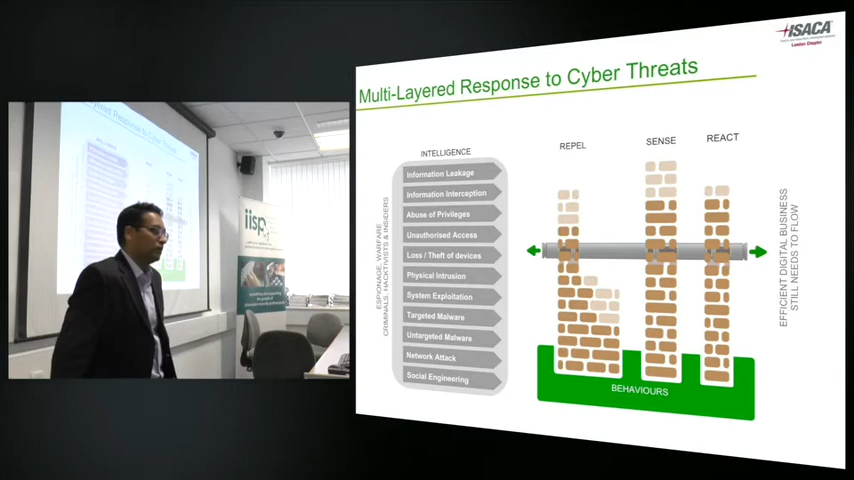 ISACA
London Chapter
Multi-Layered Response to Cyber Threats
INTELLIGENCE
REPEL
SENSE
REACT
ESPIONAGE, WARFARE
CRIMINALS, HACKTIVISTS & INSIDERS
Information Leakage
Information Interception
Abuse of Privileges
Unauthorised Access
Loss / Theft of devices
Physical Intrusion
System Exploitation
Targeted Malware
Untargeted Malware
Network Attack
Social Engineering
BEHAVIOURS
EFFICIENT DIGITAL BUSINESS
STILL NEEDS TO FLOW
iisp